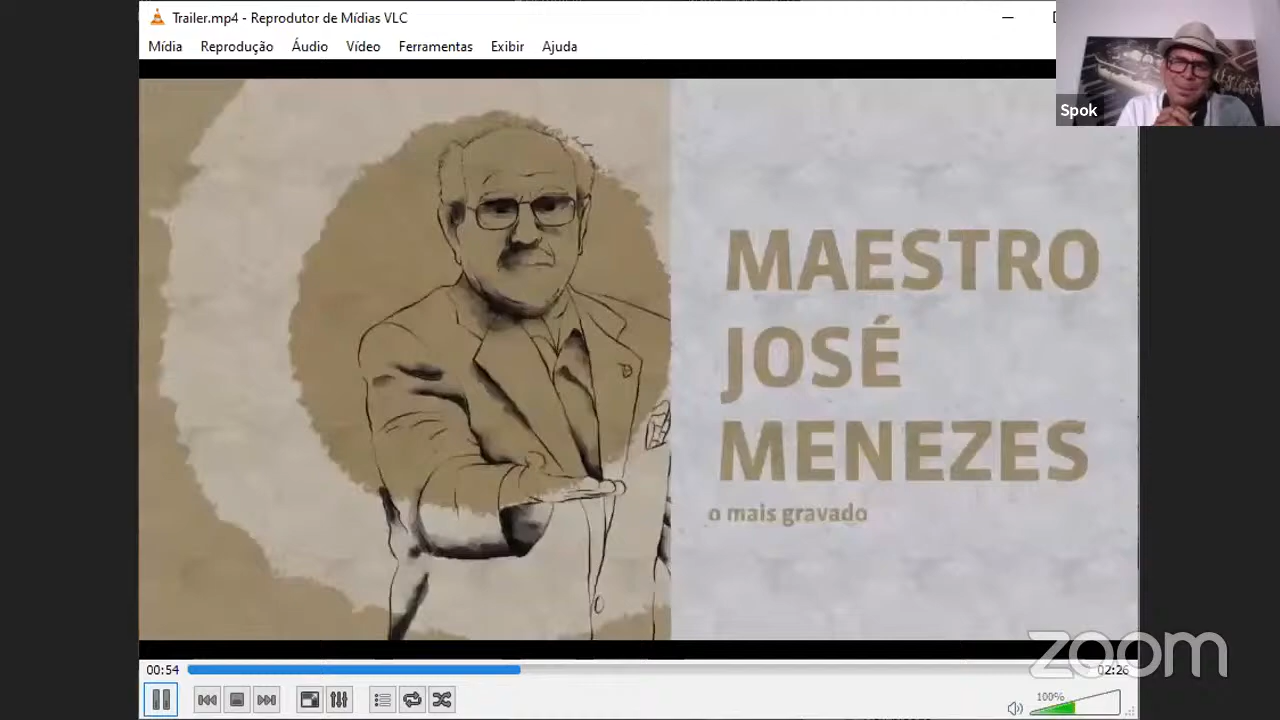 Trailer.mp4 - Reprodutor de Mídias VLC
Mídia Reprodução Áudio Vídeo Ferramentas Exibir Ajuda
Spok
MAESTRO
JOSÉ
MENEZES
o mais gravado
zoom
00:54
02:26
100%